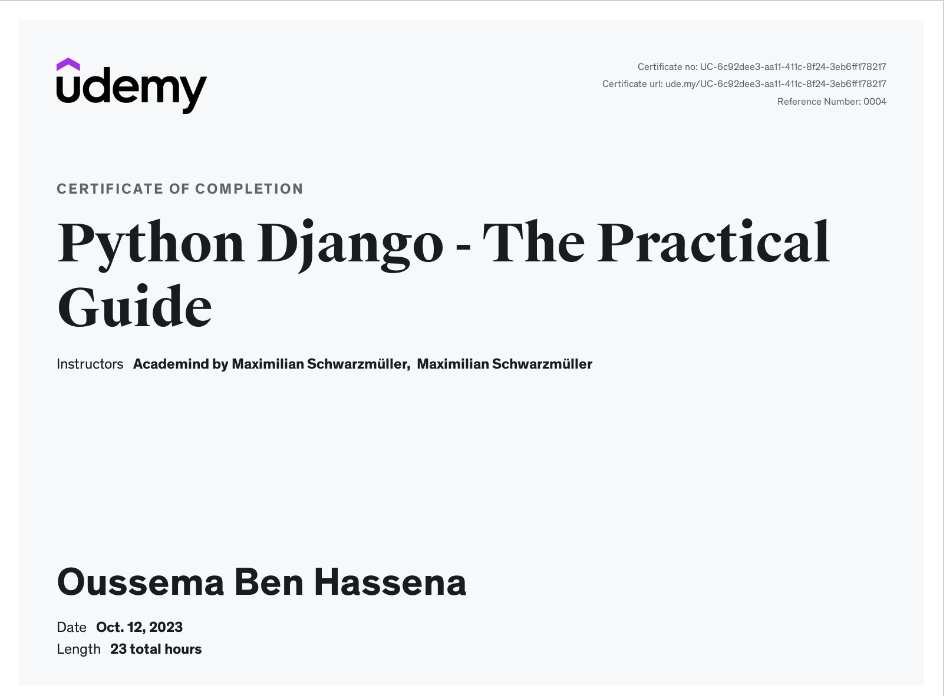 udemy
Certificate no: UC-6c92dee3-aa11-411c-8f24-3eb6ff178217
Certificate url: ude.my/UC-6c92dee3-aa11-411c-8f24-3eb6ff178217
Reference Number: 0004
CERTIFICATE OF COMPLETION
Python Django - The Practical
Guide
Instructors Academind by Maximilian Schwarzmüller, Maximilian Schwarzmüller
Oussema Ben Hassena
Date Oct. 12, 2023
Length 23 total hours